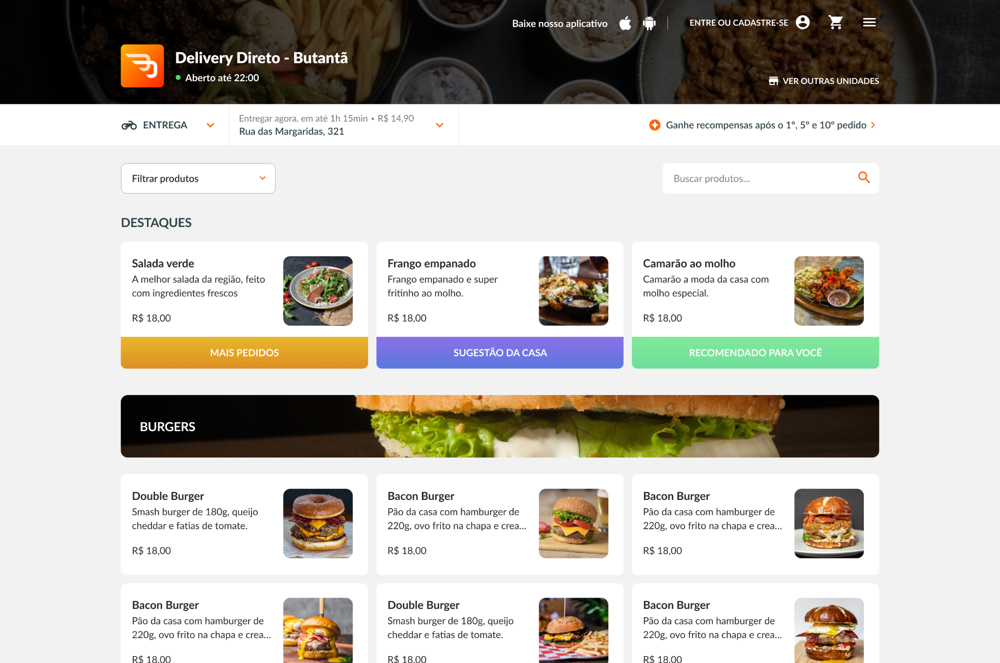 Baixe nosso aplicativo
ENTRE OU CADASTRE-SE
Delivery Direto - Butantã
Aberto até 22:00
VER OUTRAS UNIDADES
ENTREGA
Entregar agora, em até 1h 15min • R$ 14,90
Rua das Margaridas, 321
Ganhe recompensas após o 1º, 5º e 10º pedido
Filtrar produtos
Buscar produtos...
DESTAQUES
Salada verde
A melhor salada da região, feito
com ingredientes frescos
R$ 18,00
MAIS PEDIDOS
Frango empanado
Frango empanado e super
fritinho ao molho.
R$ 18,00
SUGESTÃO DA CASA
Camarão ao molho
Camarão a moda da casa com
molho especial.
R$ 18,00
RECOMENDADO PARA VOCÊ
BURGERS
Double Burger
Smash burger de 180g, queijo
cheddar e fatias de tomate.
R$ 18,00
Bacon Burger
Pão da casa com hamburger de
220g, ovo frito na chapa e crea...
R$ 18,00
Bacon Burger
Pão da casa com hamburger de
220g, ovo frito na chapa e crea...
R$ 18,00
Bacon Burger
Pão da casa com hamburger de
220g, ovo frito na chapa e crea...
R$ 18,00
Double Burger
Smash burger de 180g, queijo
cheddar e fatias de tomate.
R$ 18,00
Bacon Burger
Pão da casa com hamburger de
220g, ovo frito na chapa e crea...
R$ 18,00